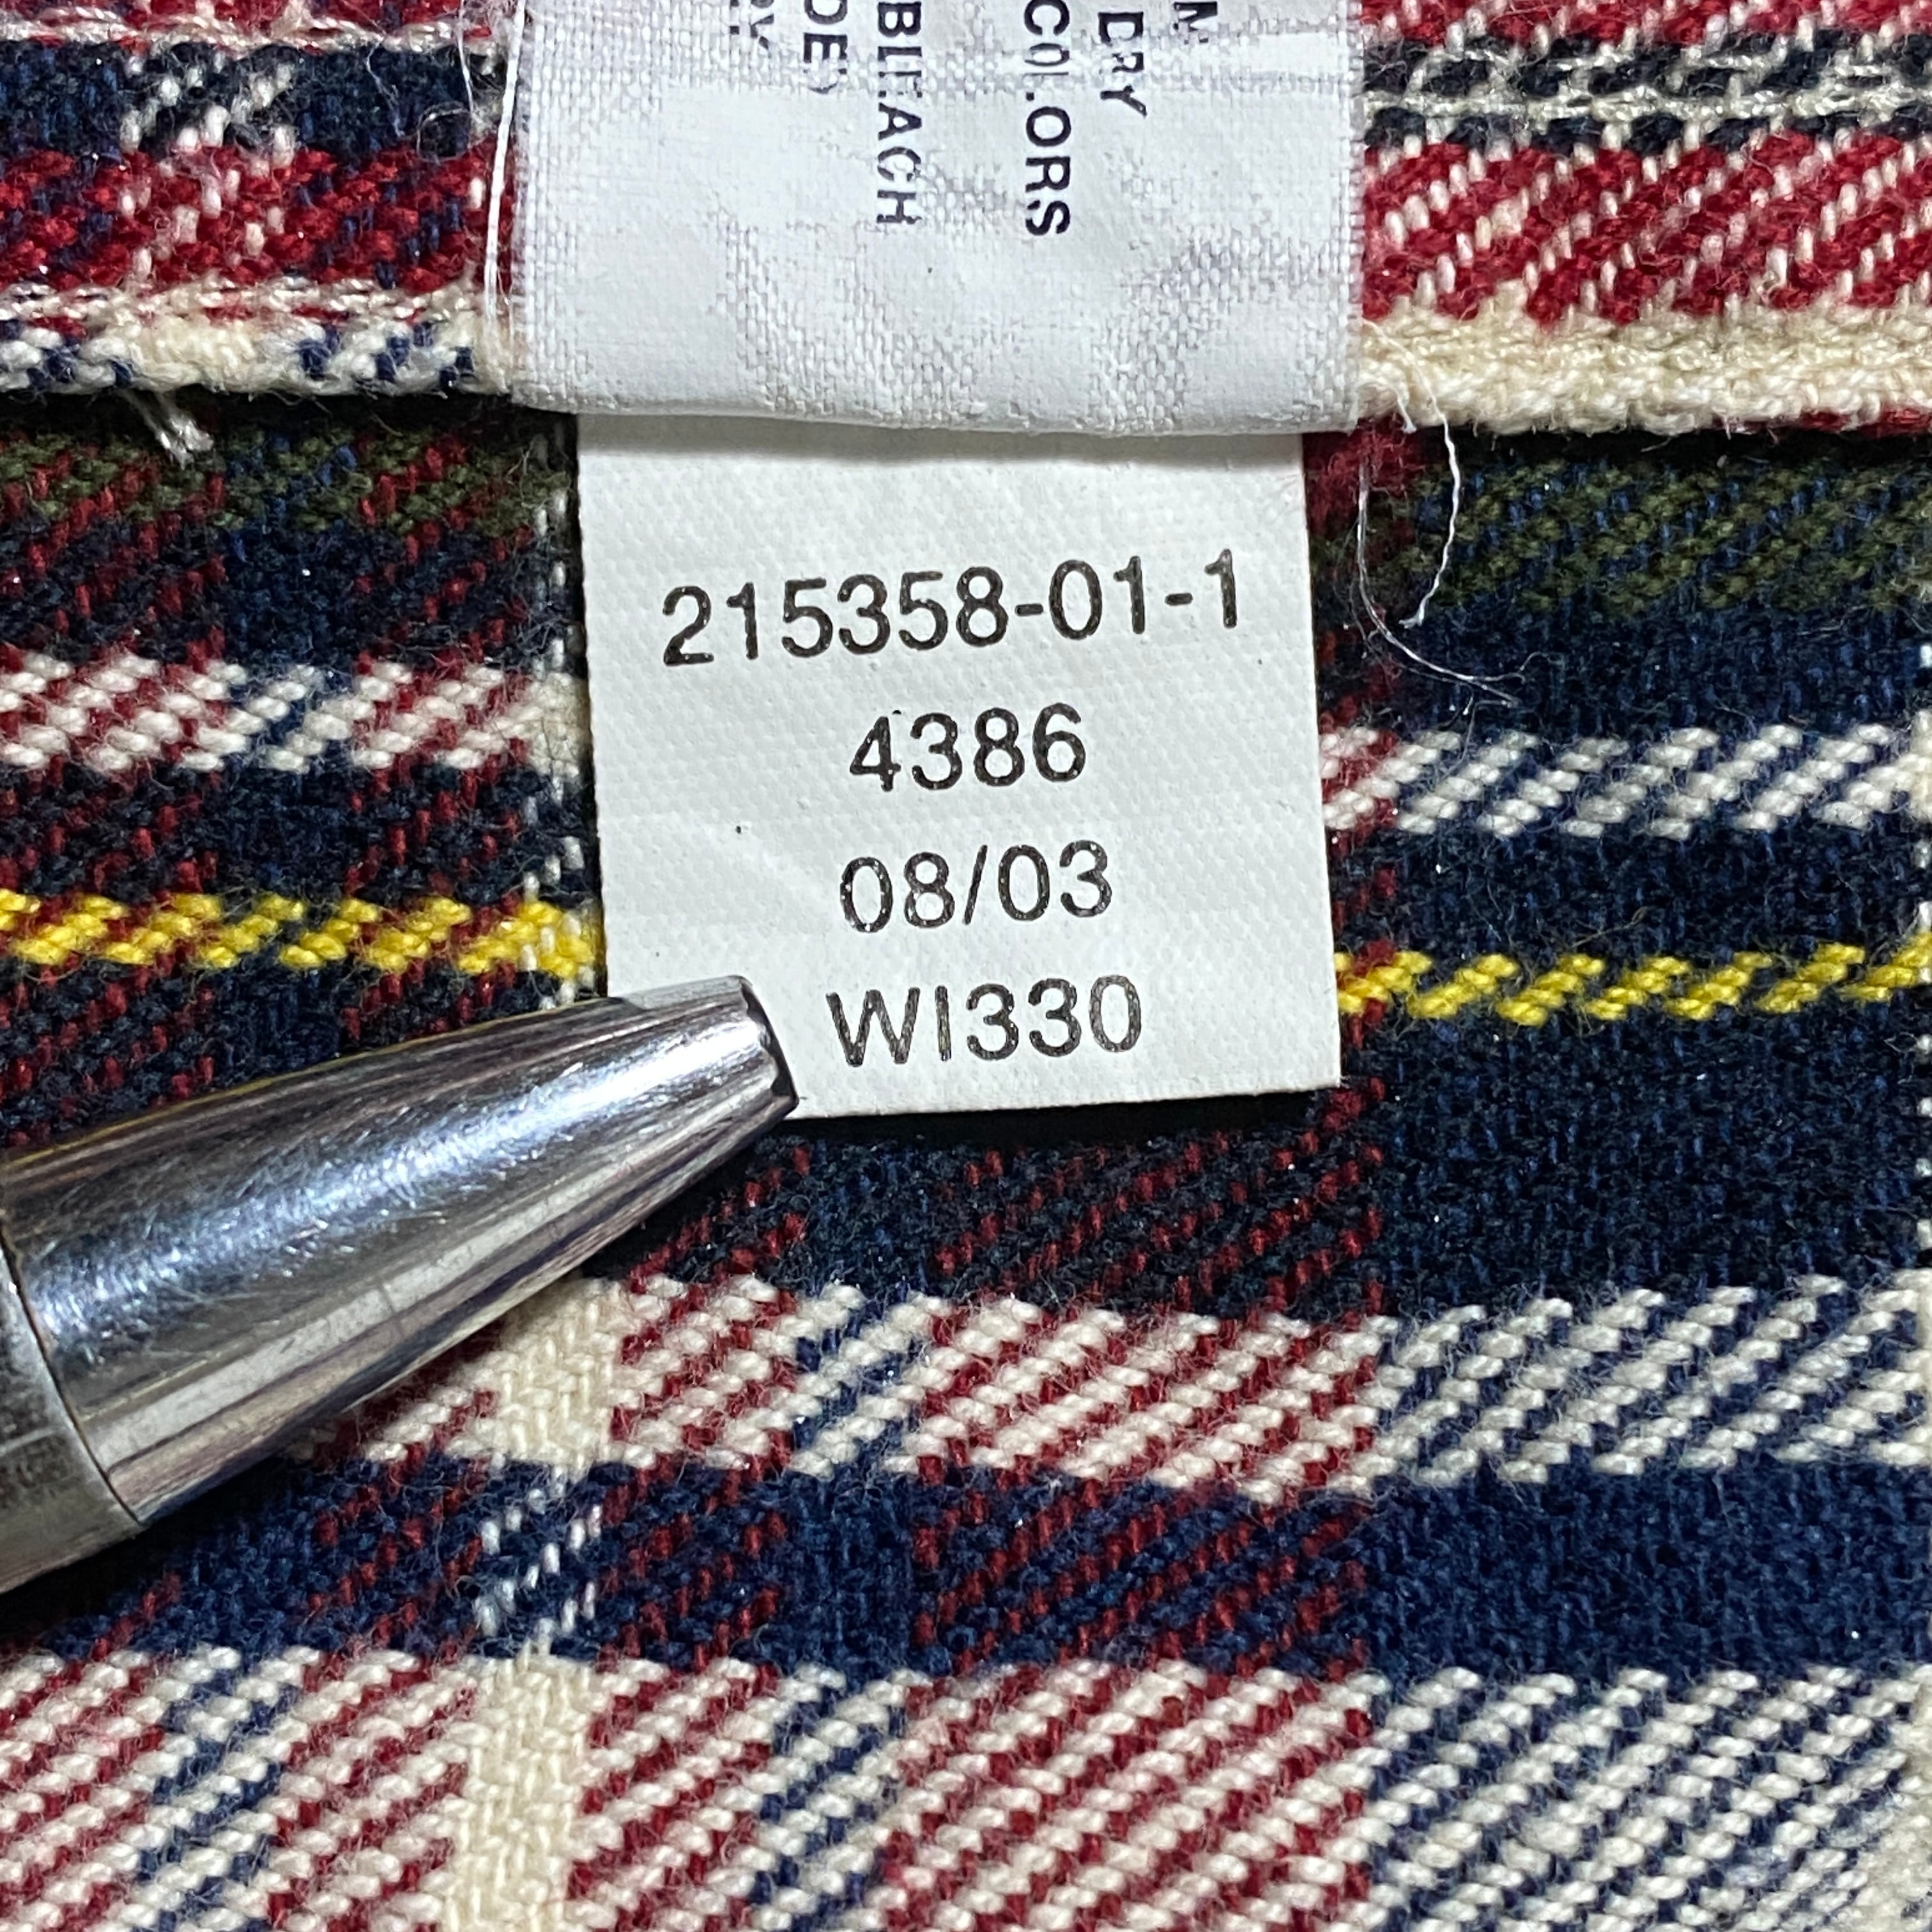 DRY
COLORS
BLEACH
215358-01-1
4386
08/03
WI330